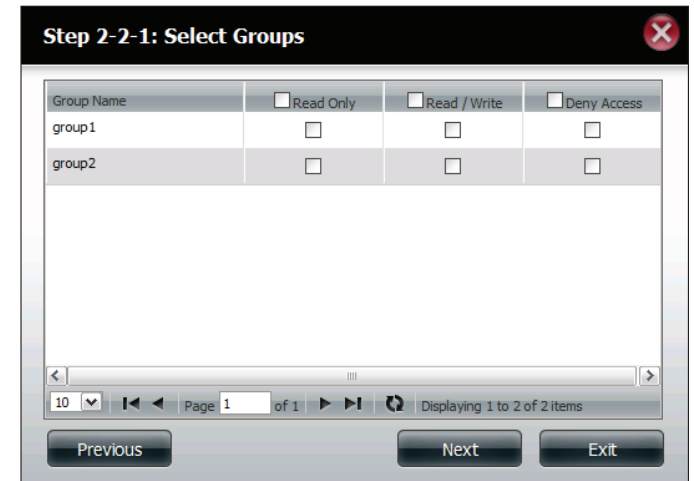 Step 2-2-1: Select Groups
Group Name Read Only Read / Write Deny Access
group1
group2
10 Page 1 of 1 Displaying 1 to 2 of 2 items
Previous Next Exit